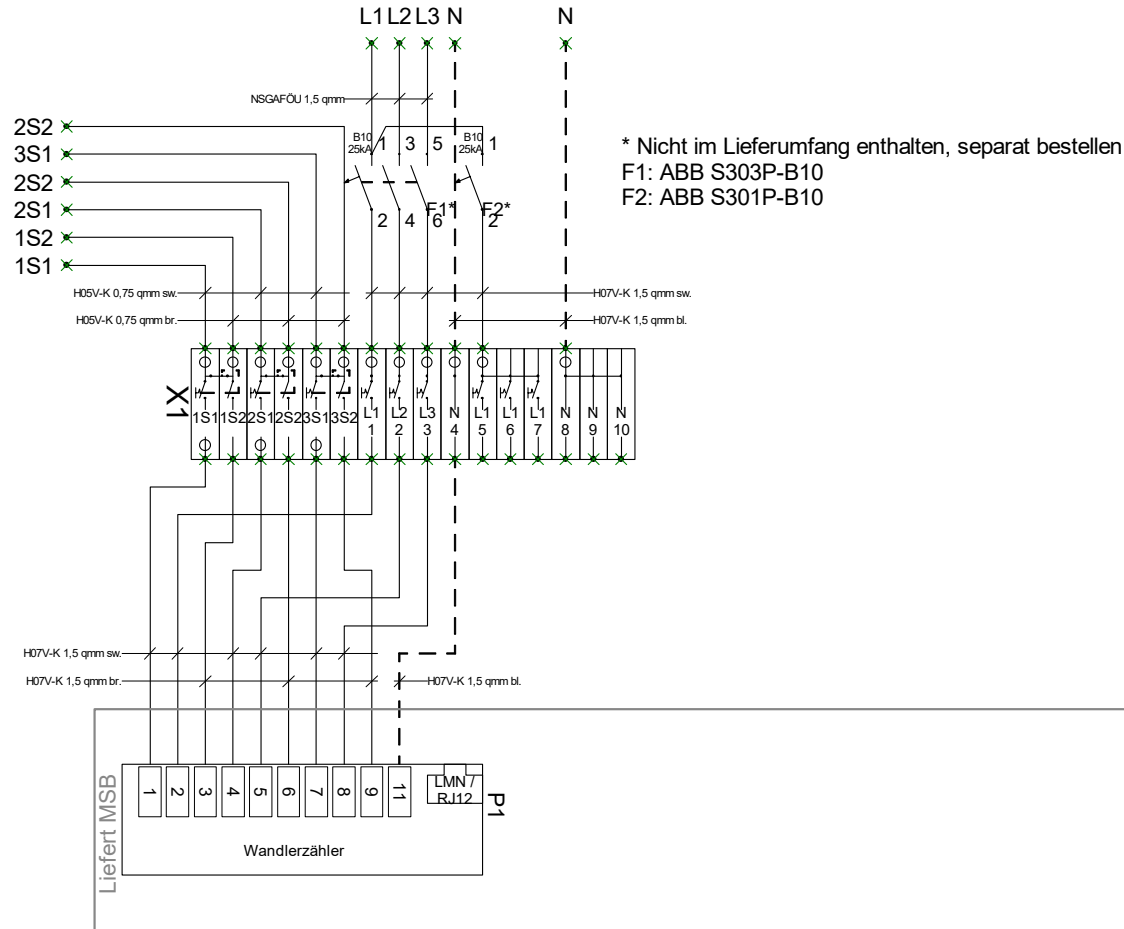 L1 L2 L3 N N
NSGAFÖU 1,5 qmm
2S2
3S1
2S2
2S1
1S2
1S1
B10
25kA
1 3 5
B10
25kA
1
F1*
F2*
2 4 6 2
* Nicht im Lieferumfang enthalten, separat bestellen
F1: ABB S303P-B10
F2: ABB S301P-B10
H05V-K 0,75 qmm sw.
H07V-K 1,5 qmm sw.
H05V-K 0,75 qmm br.
H07V-K 1,5 qmm bl.
X1
1S1 1S2 2S1 2S2 3S1 3S2 L1 L2 L3 N L1 L1 L1 N N N
1 2 3 4 5 6 7 8 9 10
H07V-K 1,5 qmm sw.
H07V-K 1,5 qmm br.
H07V-K 1,5 qmm bl.
Liefert MSB
1 2 3 4 5 6 7 8 9 11
LMN /
RJ12
P1
Wandlerzähler